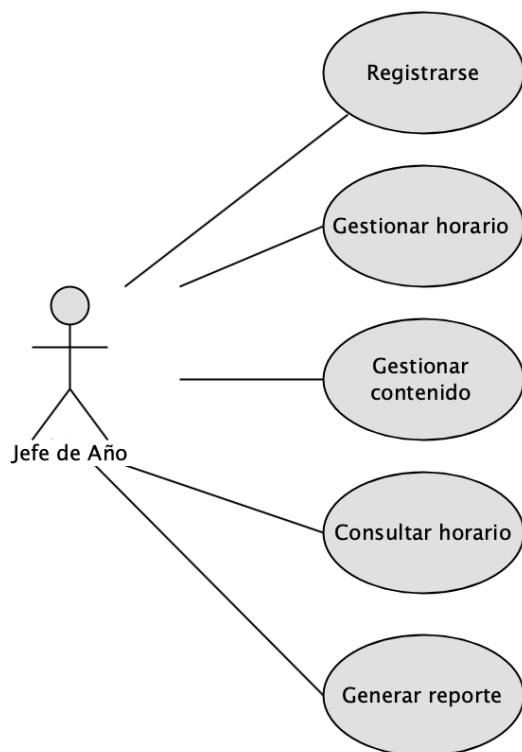 Registrarse
Gestionar horario
Gestionar
contenido
Jefe de Año
Consultar horario
Generar reporte